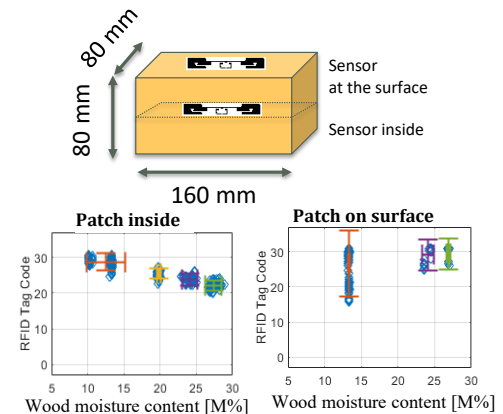 80 mm
Sensor
at the surface
80 mm
Sensor inside
160 mm
Patch inside
Patch on surface
RFID Tag Code
30
20
10
0
5 10 15 20 25 30
Wood moisture content [M%]
RFID Tag Code
30
20
10
0
5 10 15 20 25 30
Wood moisture content [M%]